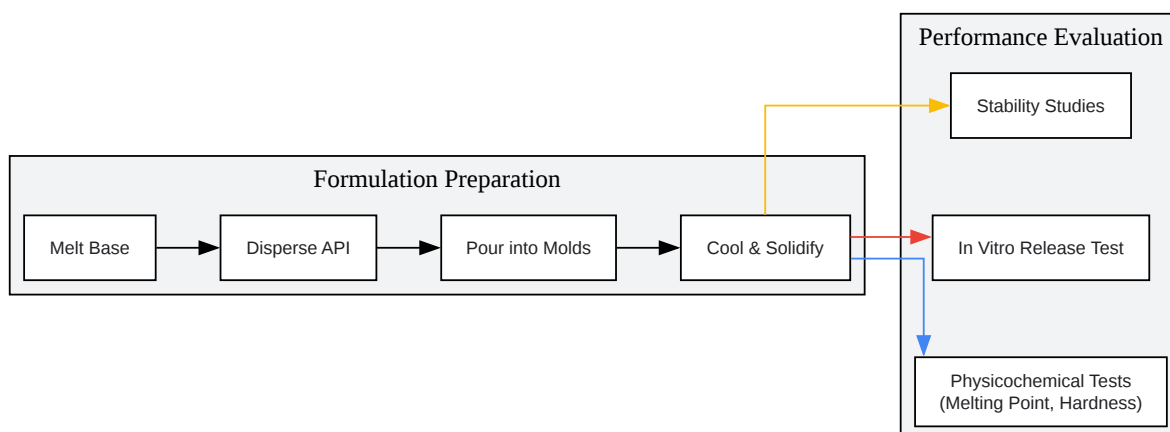 Performance Evaluation
Stability Studies
Formulation Preparation
Melt Base
Disperse API
Pour into Molds
Cool & Solidify
In Vitro Release Test
Physicochemical Tests
(Melting Point, Hardness)